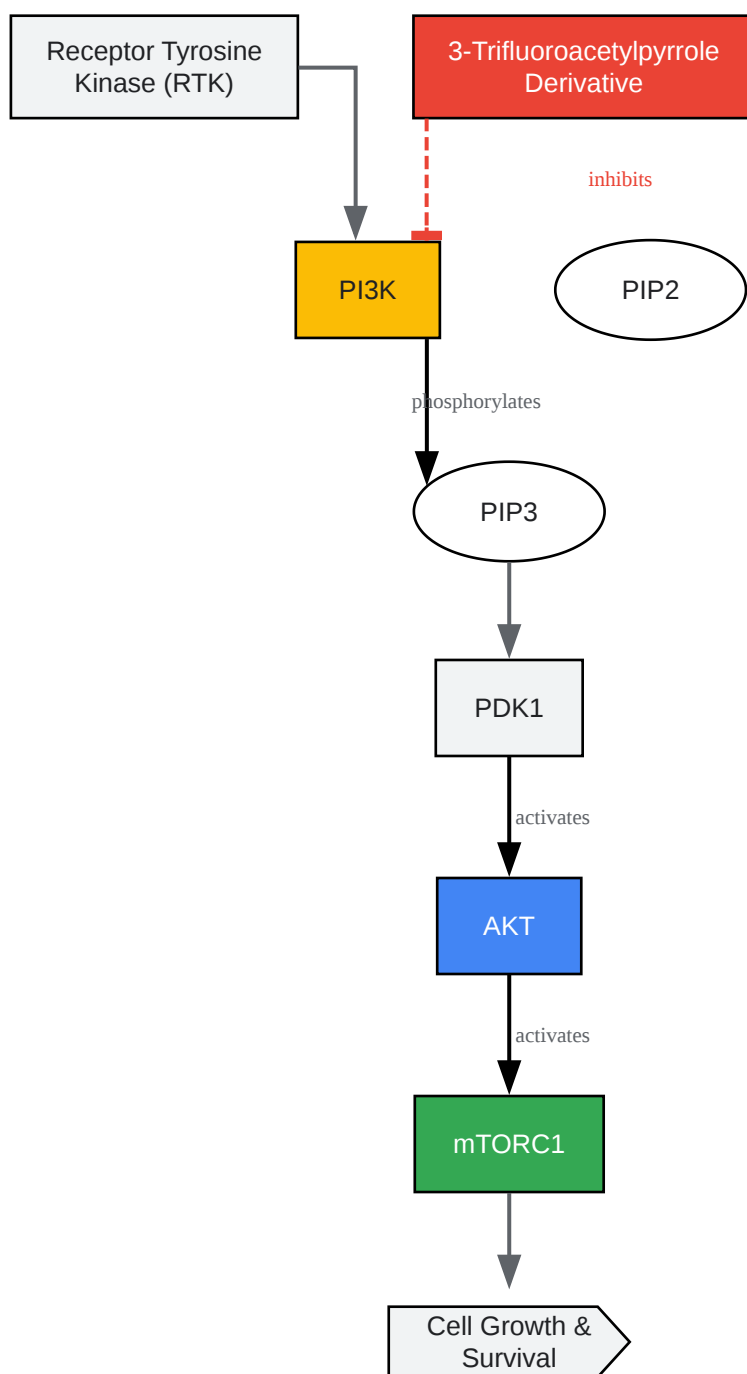 Receptor Tyrosine
Kinase (RTK)
3-Trifluoroacetylpyrrole
Derivative
inhibits
PI3K
PIP2
phosphorylates
PIP3
PDK1
activates
AKT
activates
mTORC1
Cell Growth &
Survival